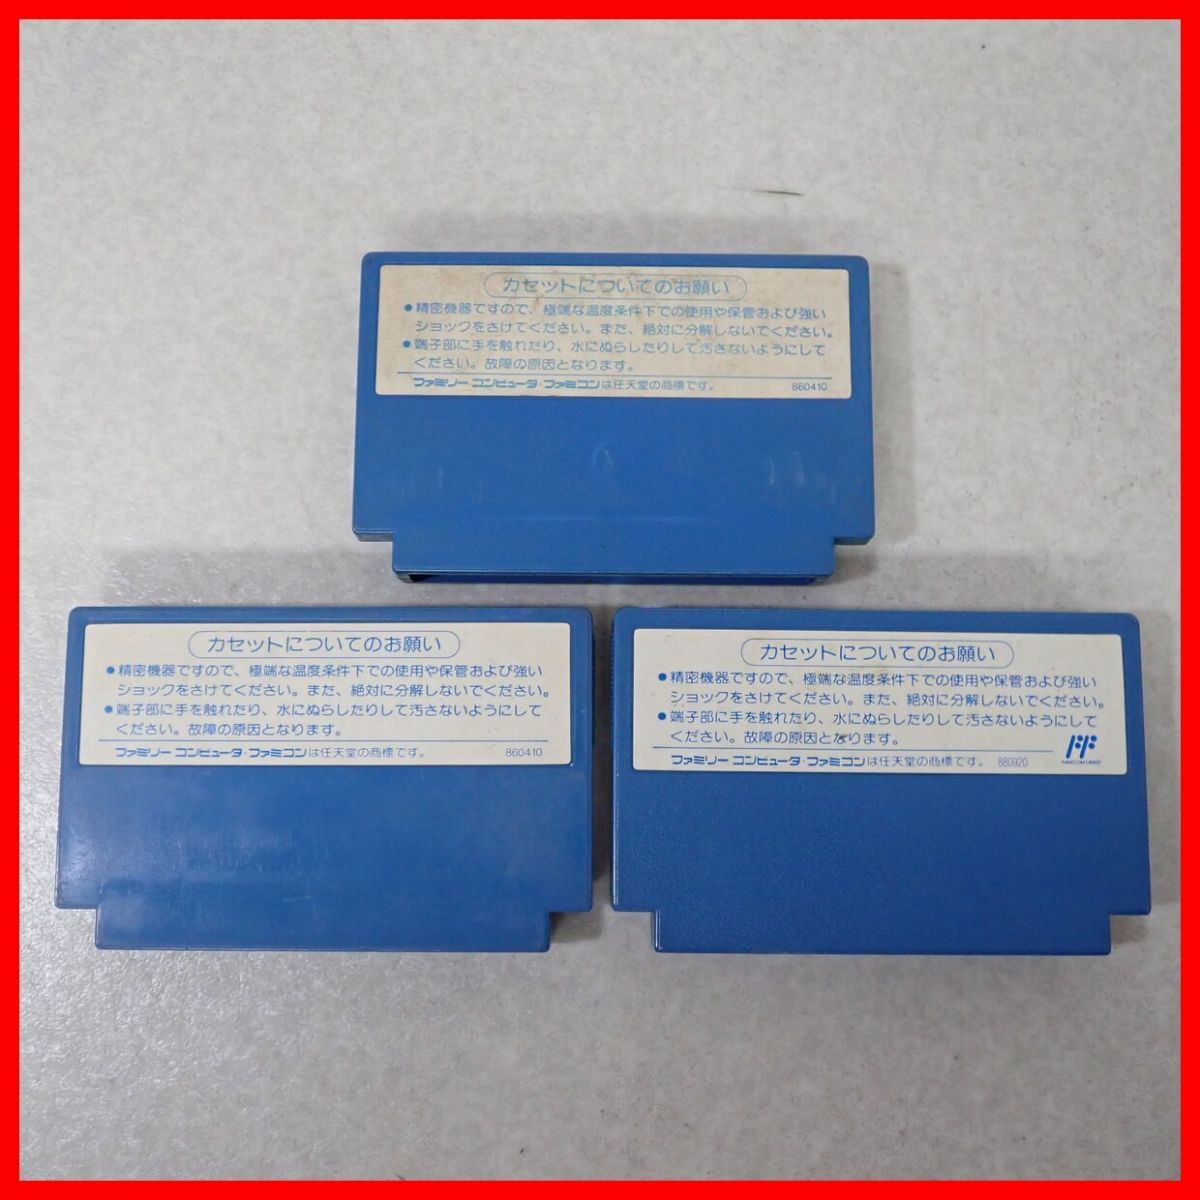 カセットについてのお願い
●精密機器ですので、極端な温度条件下での使用や保管および強い
ショックをさけてください。また、絶対に分解しないでください。
●端子部に手を触れたり、水にぬらしたりして汚さないようにして
ください。故障の原因となります。
ファミリーコンピュータ・ファミコンは任天堂の商標です。 860410
カセットについてのお願い
●精密機器ですので、極端な温度条件下での使用や保管および強い
ショックをさけてください。また、絶対に分解しないでください。
●端子部に手を触れたり、水にぬらしたりして汚さないようにして
ください。故障の原因となります。
ファミリーコンピュータ・ファミコンは任天堂の商標です。 860410
カセットについてのお願い
●精密機器ですので、極端な温度条件下での使用や保管および強い
ショックをさけてください。また、絶対に分解しないでください。
●端子部に手を触れたり、水にぬらしたりして汚さないようにして
ください。故障の原因となります。
ファミリーコンピュータ・ファミコンは任天堂の商標です。 880920